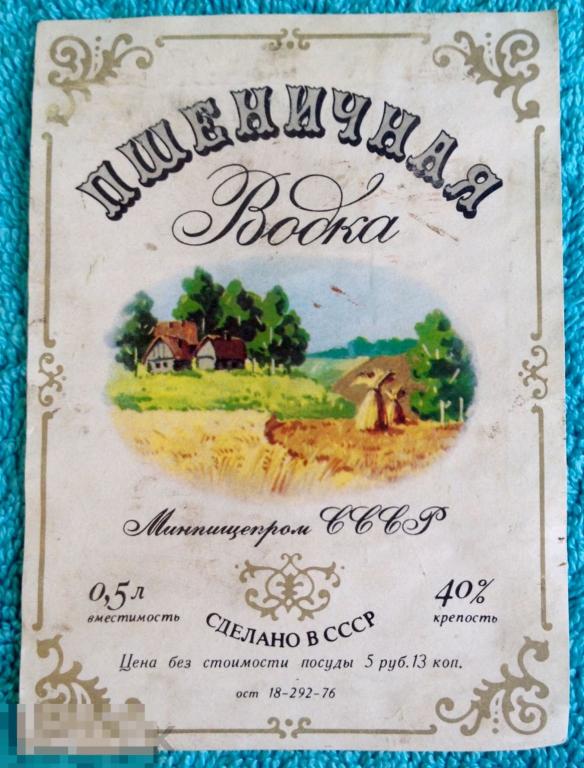 ПШЕНИЧНАЯ
Водка
Минпищепром СССР
0,5 л
вместимость
40%
крепость
СДЕЛАНО В СССР
Цена без стоимости посуды 5 руб. 13 коп.
ост 18-292-76